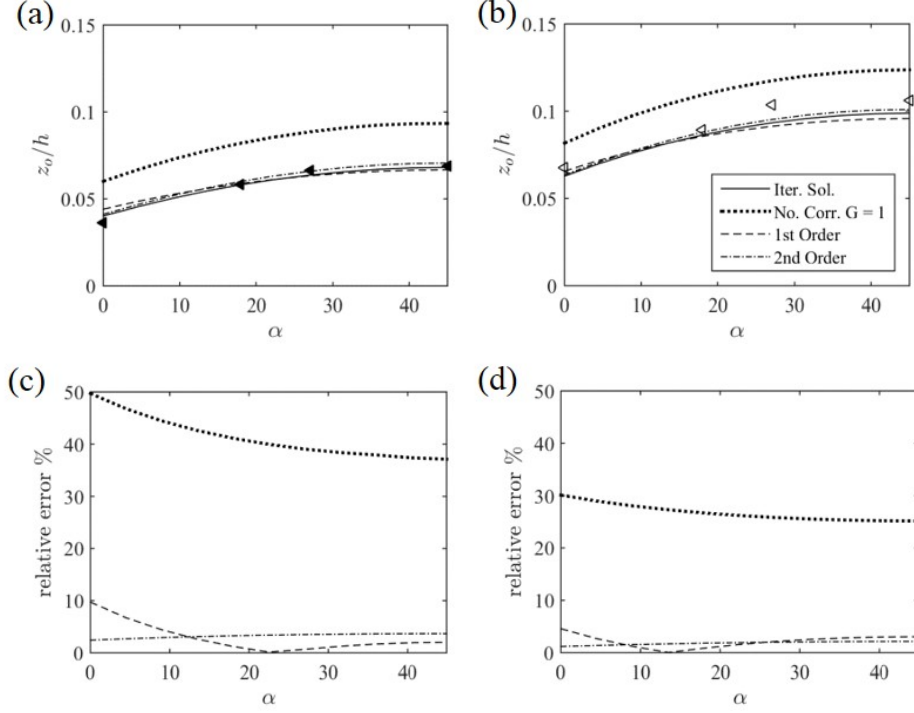 (a)
0.15
0.1
0.05
0
zₒ/h
0 10 20 30 40
α
(b)
0.15
0.1
0.05
0
zₒ/h
Iter. Sol.
No. Corr. G = 1
1st Order
2nd Order
0 10 20 30 40
α
(c)
50
40
30
20
10
0
relative error %
0 10 20 30 40
α
(d)
50
40
30
20
10
0
relative error %
0 10 20 30 40
α